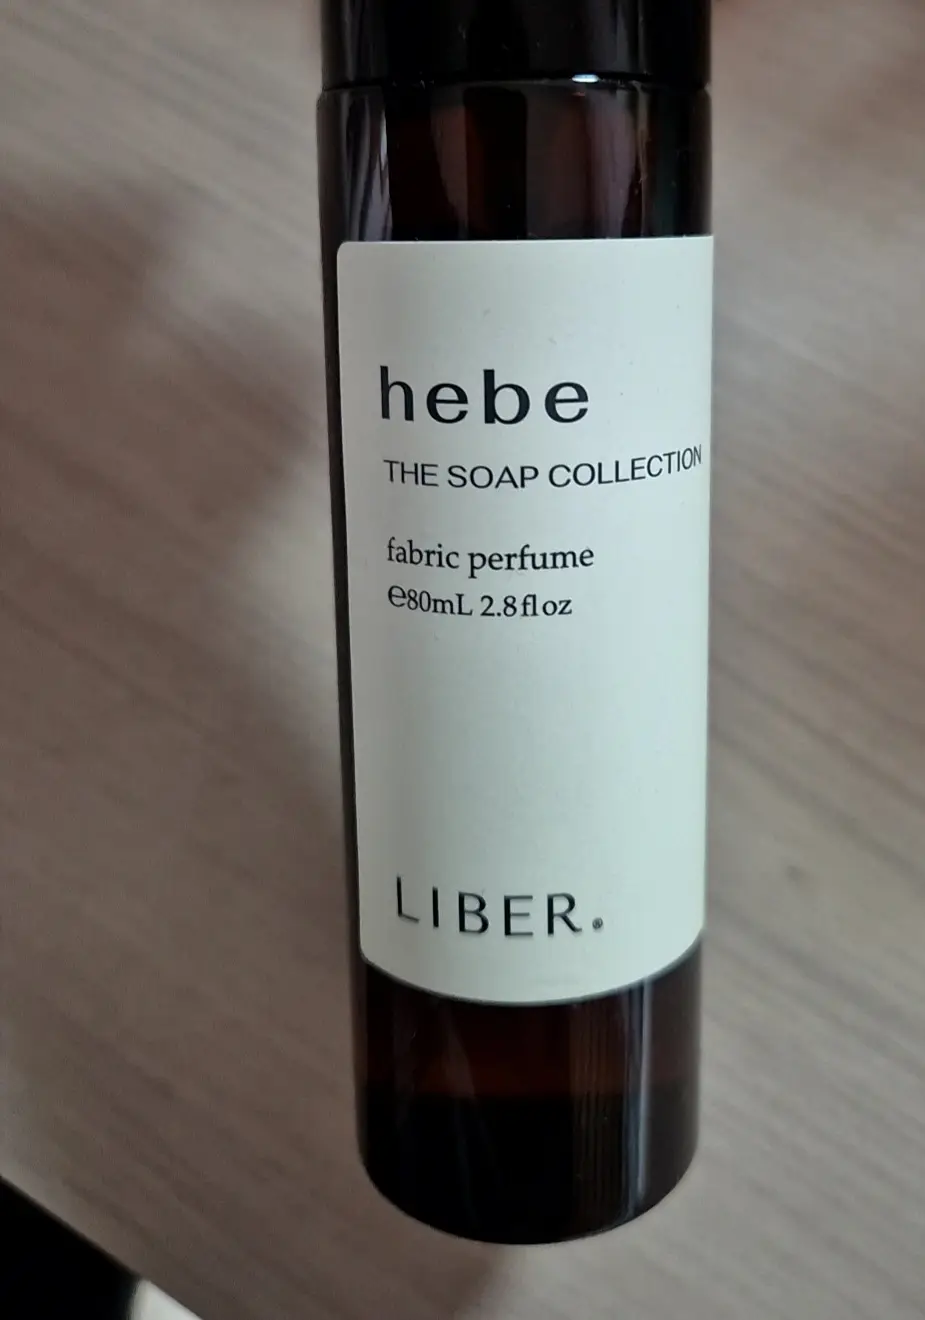 hebe
THE SOAP COLLECTION
fabric perfume
℮80mL 2.8 fl oz
LIBER.®